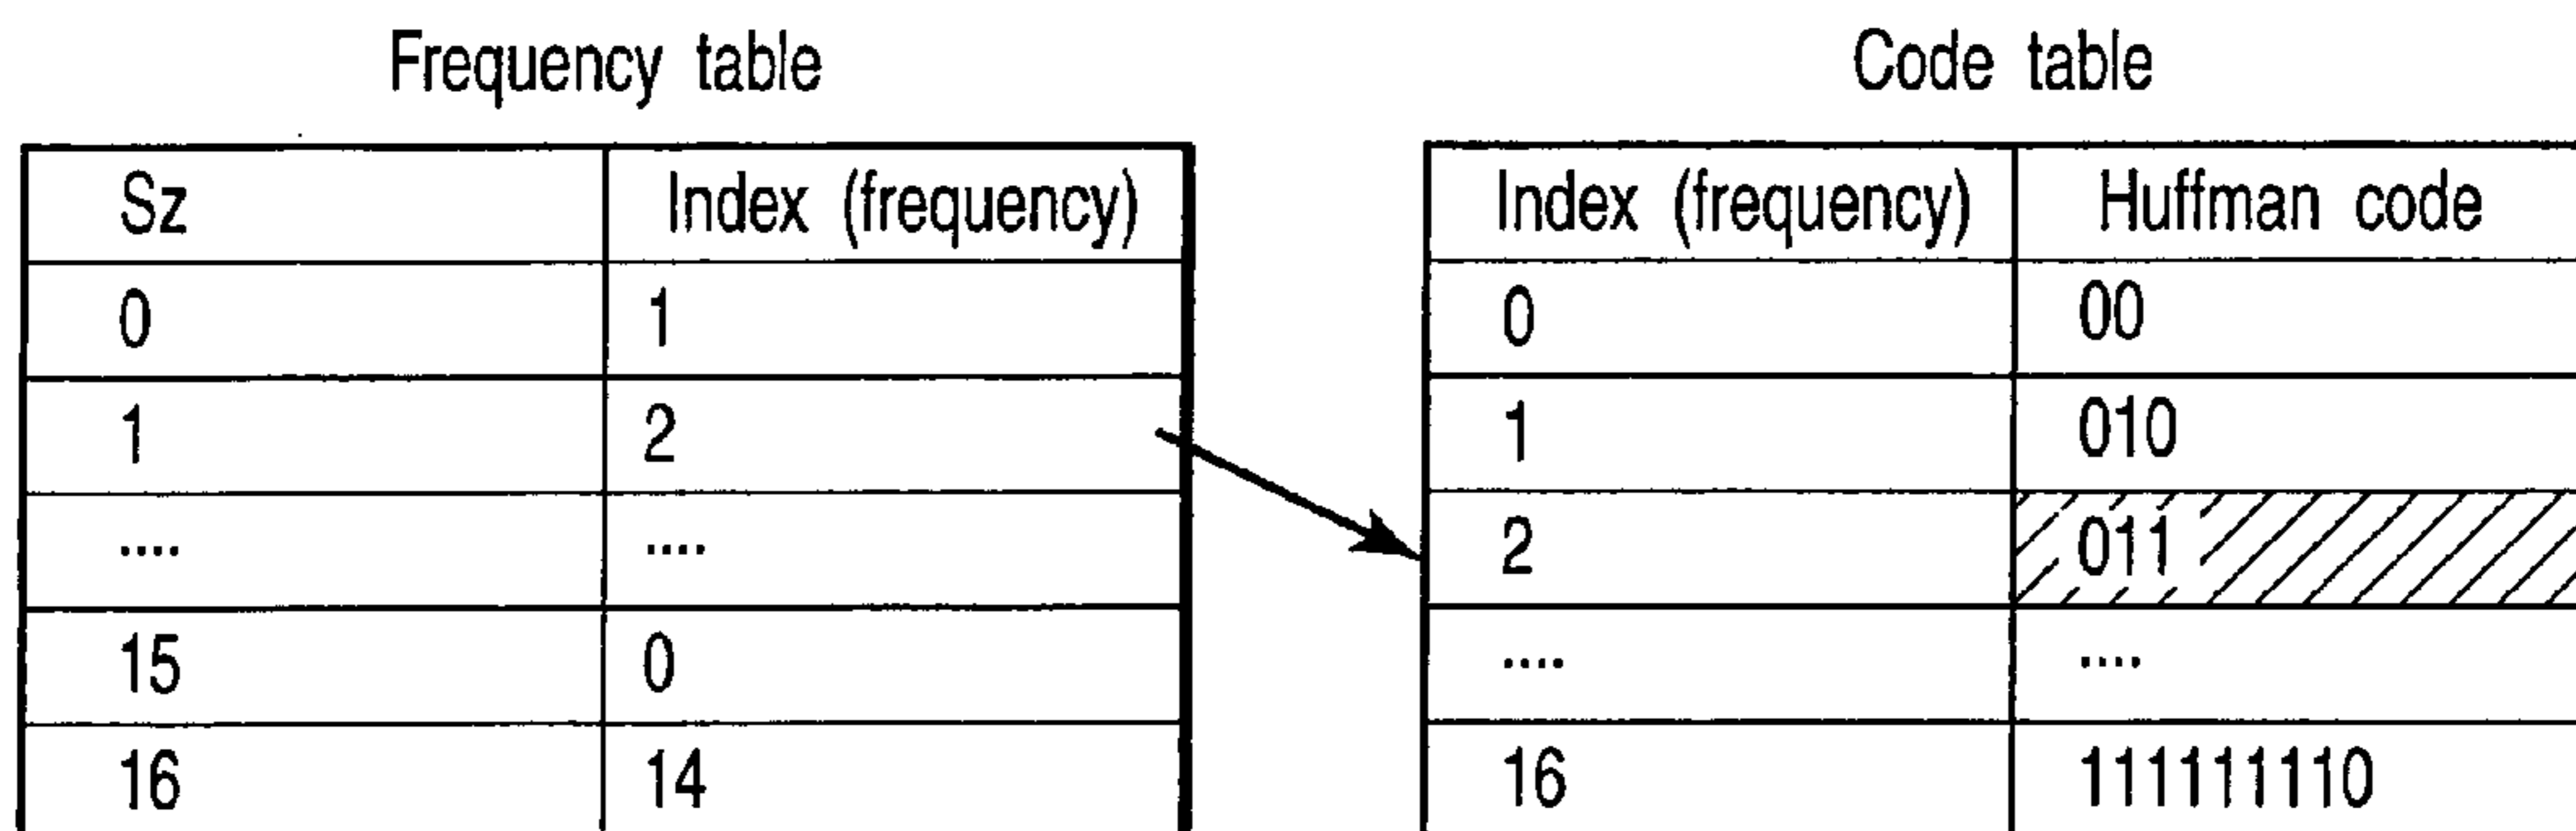 Frequency table
Code table
Sz Index (frequency)
Index (frequency) Huffman code
0 1
0 00
1 2
1 010
.... ....
2 011
15 0
.... ....
16 14
16 111111110